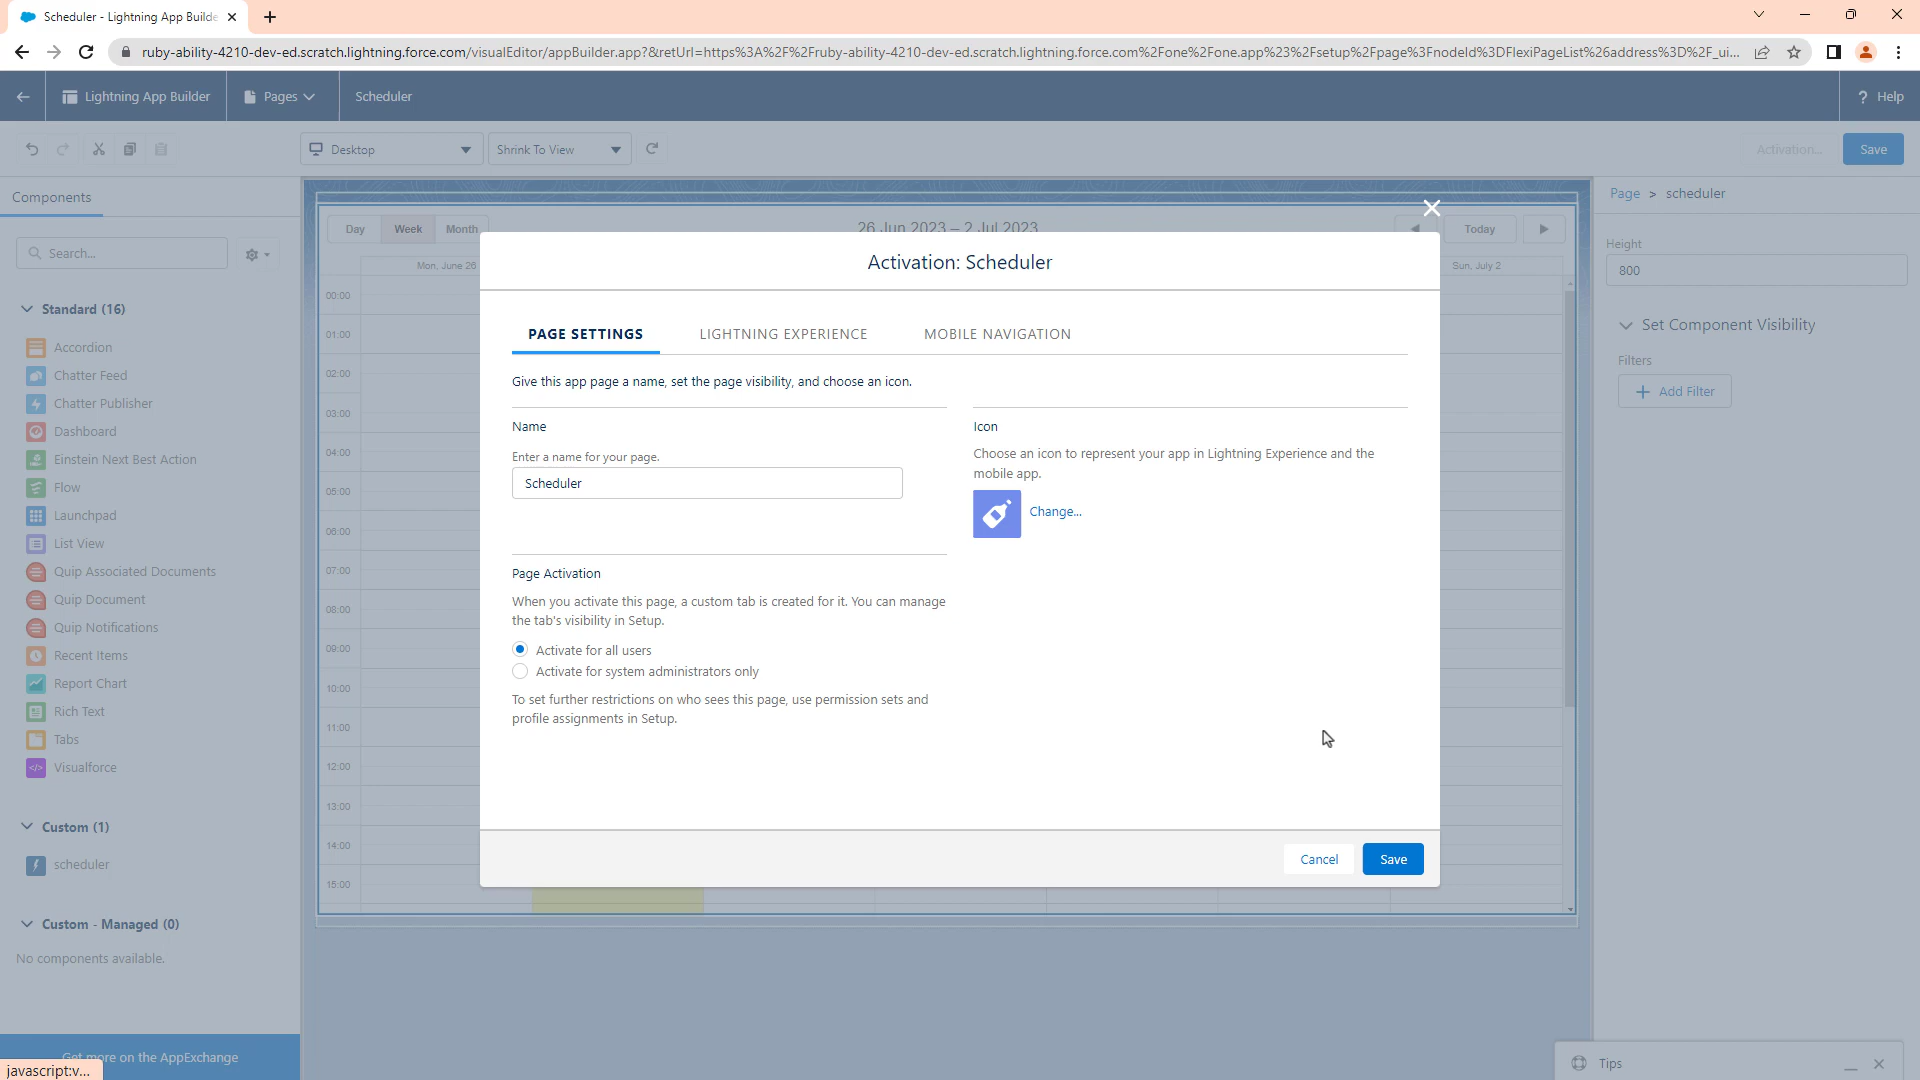 Scheduler - Lightning App Builde
ruby-ability-4210-dev-ed.scratch.lightning.force.com/visualEditor/appBuilder.app?&retUrl=https%3A%2F%2Fruby-ability-4210-dev-ed.scratch.lightning.force.com%2Fone%2Fone.app%23%2Fsetup%2Fpage%3FnodeId%3DFlexiPageList%26address%3D%2F_ui...
Lightning App Builder
Pages
Scheduler
? Help
Desktop
Shrink To View
Activation...
Save
Components
Search...
Standard (16)
Accordion
Chatter Feed
Chatter Publisher
Dashboard
Einstein Next Best Action
Flow
Launchpad
List View
Quip Associated Documents
Quip Document
Quip Notifications
Recent Items
Report Chart
Rich Text
Tabs
Visualforce
Custom (1)
scheduler
Custom - Managed (0)
No components available.
Get more on the AppExchange
javascript:v...
Day
Week
Month
26 Jun 2023 – 2 Jul 2023
Today
Mon, June 26
Sun, July 2
00:00
01:00
02:00
03:00
04:00
05:00
06:00
07:00
08:00
09:00
10:00
11:00
12:00
13:00
14:00
15:00
Activation: Scheduler
PAGE SETTINGS
LIGHTNING EXPERIENCE
MOBILE NAVIGATION
Give this app page a name, set the page visibility, and choose an icon.
Name
Enter a name for your page.
Scheduler
Icon
Choose an icon to represent your app in Lightning Experience and the
mobile app.
Change...
Page Activation
When you activate this page, a custom tab is created for it. You can manage
the tab's visibility in Setup.
Activate for all users
Activate for system administrators only
To set further restrictions on who sees this page, use permission sets and
profile assignments in Setup.
Cancel
Save
Page > scheduler
Height
800
Set Component Visibility
Filters
Add Filter
Tips